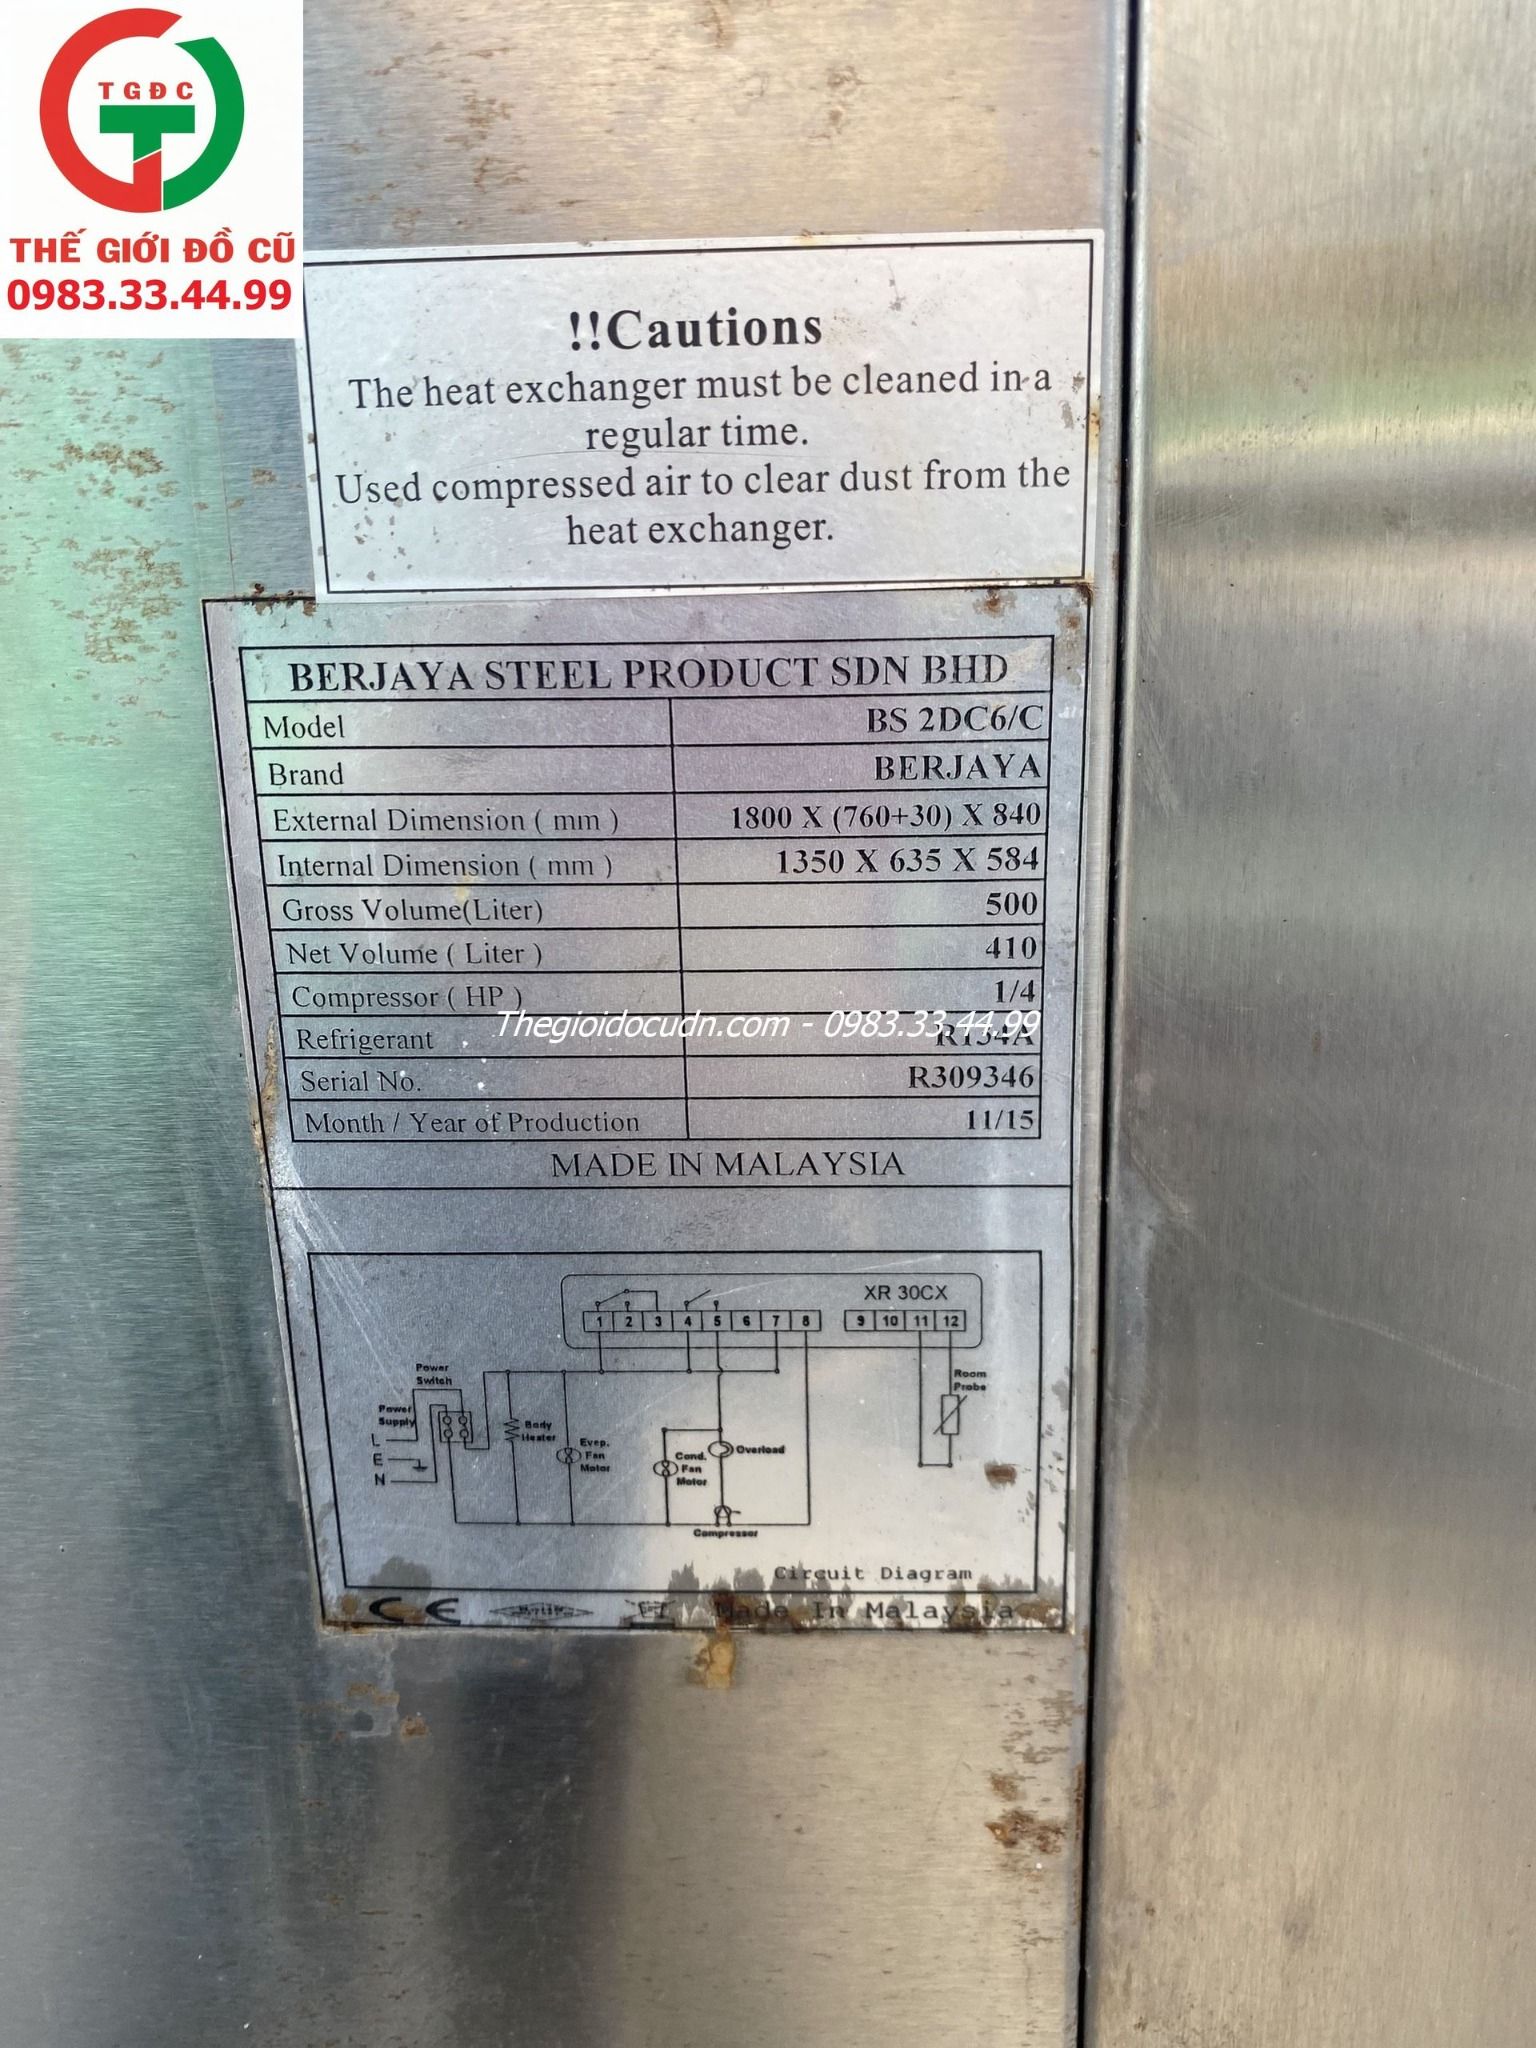 TGĐC
THẾ GIỚI ĐỒ CŨ
0983.33.44.99
!!Cautions
The heat exchanger must be cleaned in a
regular time.
Used compressed air to clear dust from the
heat exchanger.
BERJAYA STEEL PRODUCT SDN BHD
Model BS 2DC6/C
Brand BERJAYA
External Dimension ( mm ) 1800 X (760+30) X 840
Internal Dimension ( mm ) 1350 X 635 X 584
Gross Volume(Liter) 500
Net Volume ( Liter ) 410
Compressor ( HP ) 1/4
Thegioidocudn.com - 0983.33.44.99
Refrigerant R134A
Serial No. R309346
Month / Year of Production 11/15
MADE IN MALAYSIA
XR 30CX
1 2 3 4 5 6 7 8 9 10 11 12
Power
Switch
Room
Probe
Power
Supply
L
E
N
Body
Heater
Evep.
Fan
Motor
Cond.
Fan
Motor
Overload
Compressor
Circuit Diagram
CE
Made In Malaysia